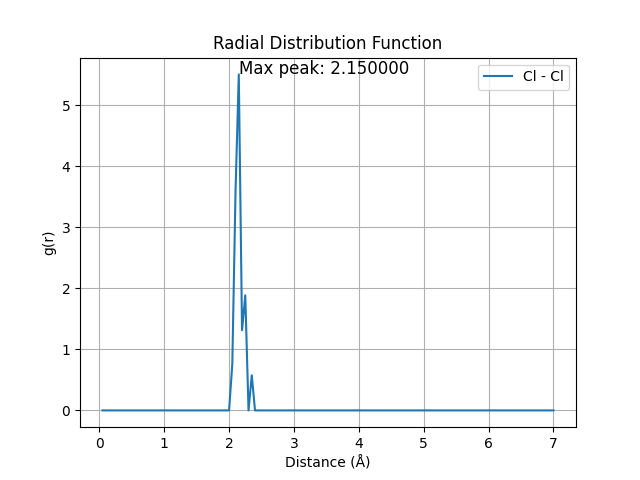 Radial Distribution Function
Max peak: 2.150000
Cl - Cl
g(r)
5
4
3
2
1
0
0 1 2 3 4 5 6 7
Distance (Å)